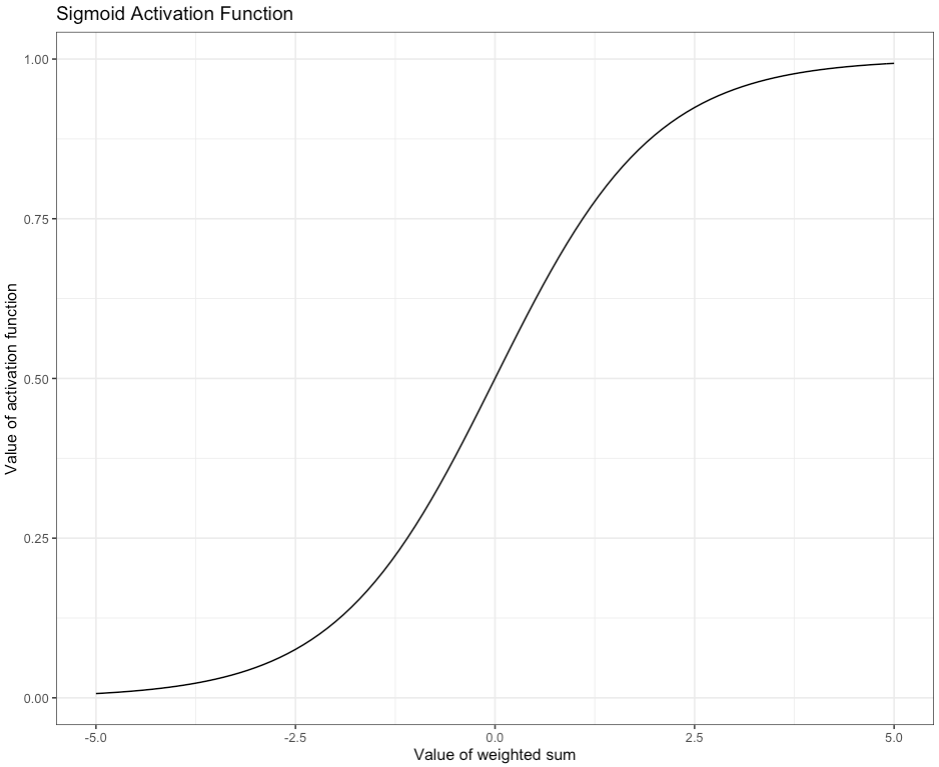 Sigmoid Activation Function
1.00
0.75
0.50
0.25
0.00
Value of activation function
-5.0 -2.5 0.0 2.5 5.0
Value of weighted sum